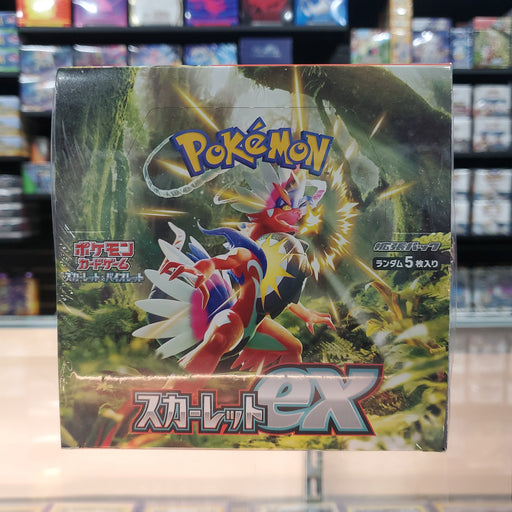 POKéMON
ポケモン
カードゲーム
スカーレット&バイオレット
拡張パック
ランダム5枚入り
スカーレットex